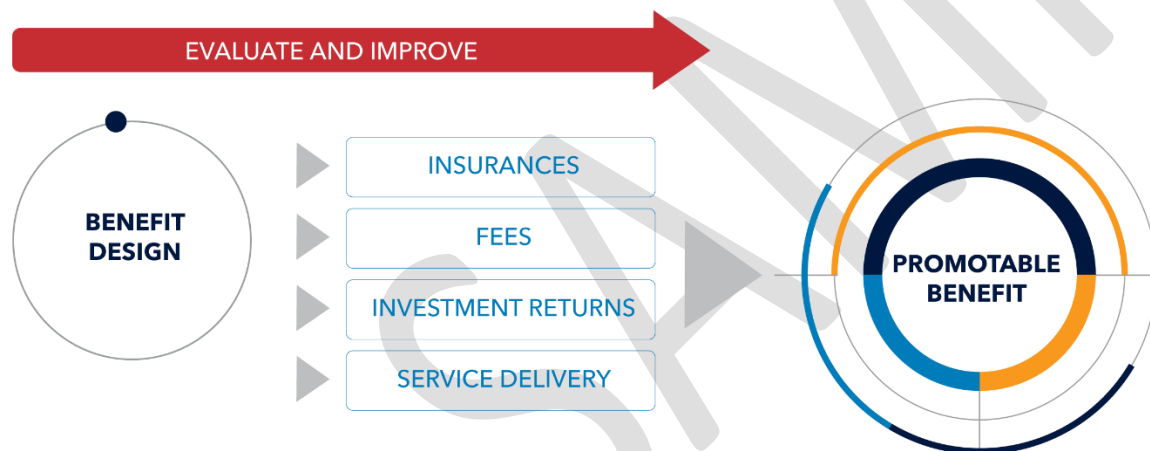 EVALUATE AND IMPROVE
BENEFIT
DESIGN
INSURANCES
FEES
INVESTMENT RETURNS
SERVICE DELIVERY
PROMOTABLE
BENEFIT